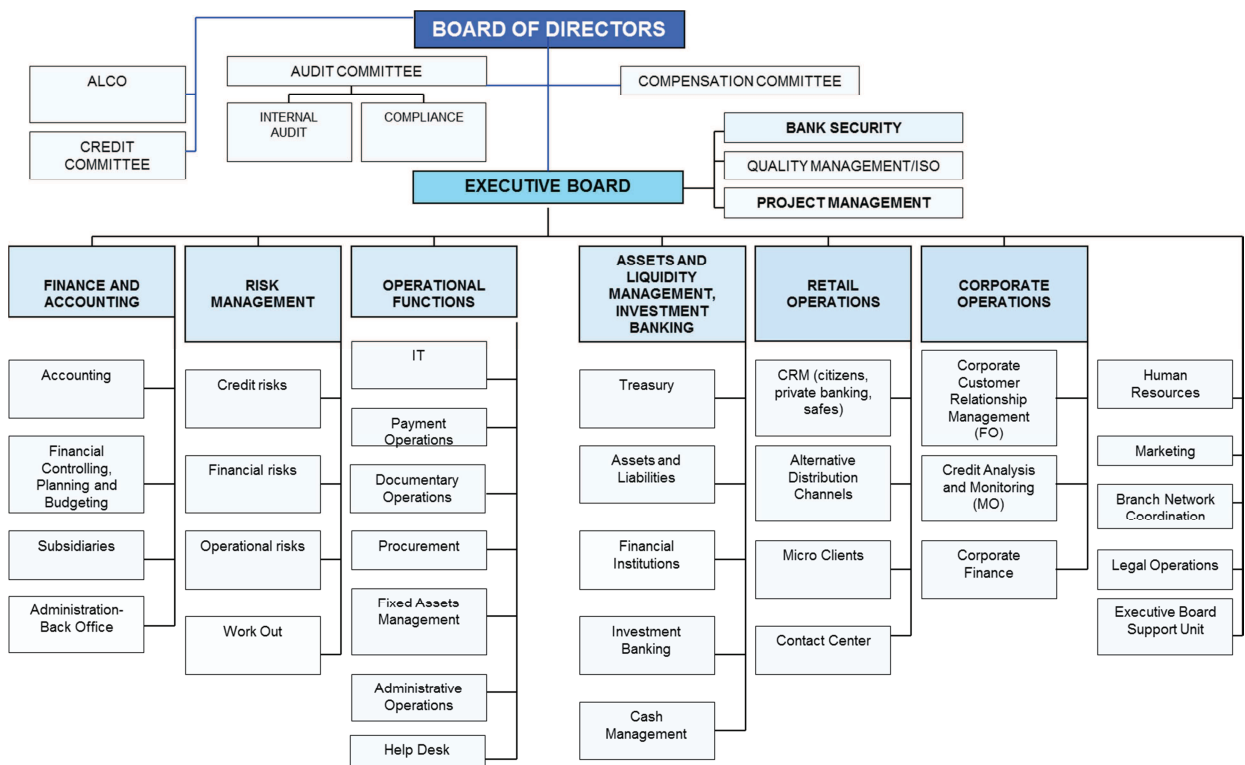 BOARD OF DIRECTORS
ALCO
AUDIT COMMITTEE
COMPENSATION COMMITTEE
INTERNAL
AUDIT
COMPLIANCE
CREDIT
COMMITTEE
BANK SECURITY
QUALITY MANAGEMENT/ISO
PROJECT MANAGEMENT
EXECUTIVE BOARD
FINANCE AND
ACCOUNTING
Accounting
Financial
Controlling,
Planning and
Budgeting
Subsidiaries
Administration-
Back Office
RISK
MANAGEMENT
Credit risks
Financial risks
Operational risks
Work Out
OPERATIONAL
FUNCTIONS
IT
Payment
Operations
Documentary
Operations
Procurement
Fixed Assets
Management
Administrative
Operations
Help Desk
ASSETS AND
LIQUIDITY
MANAGEMENT,
INVESTMENT
BANKING
Treasury
Assets and
Liabilities
Financial
Institutions
Investment
Banking
Cash
Management
RETAIL
OPERATIONS
CRM (citizens,
private banking,
safes)
Alternative
Distribution
Channels
Micro Clients
Contact Center
CORPORATE
OPERATIONS
Corporate
Customer
Relationship
Management
(FO)
Credit Analysis
and Monitoring
(MO)
Corporate
Finance
Human
Resources
Marketing
Branch Network
Coordination
Legal Operations
Executive Board
Support Unit